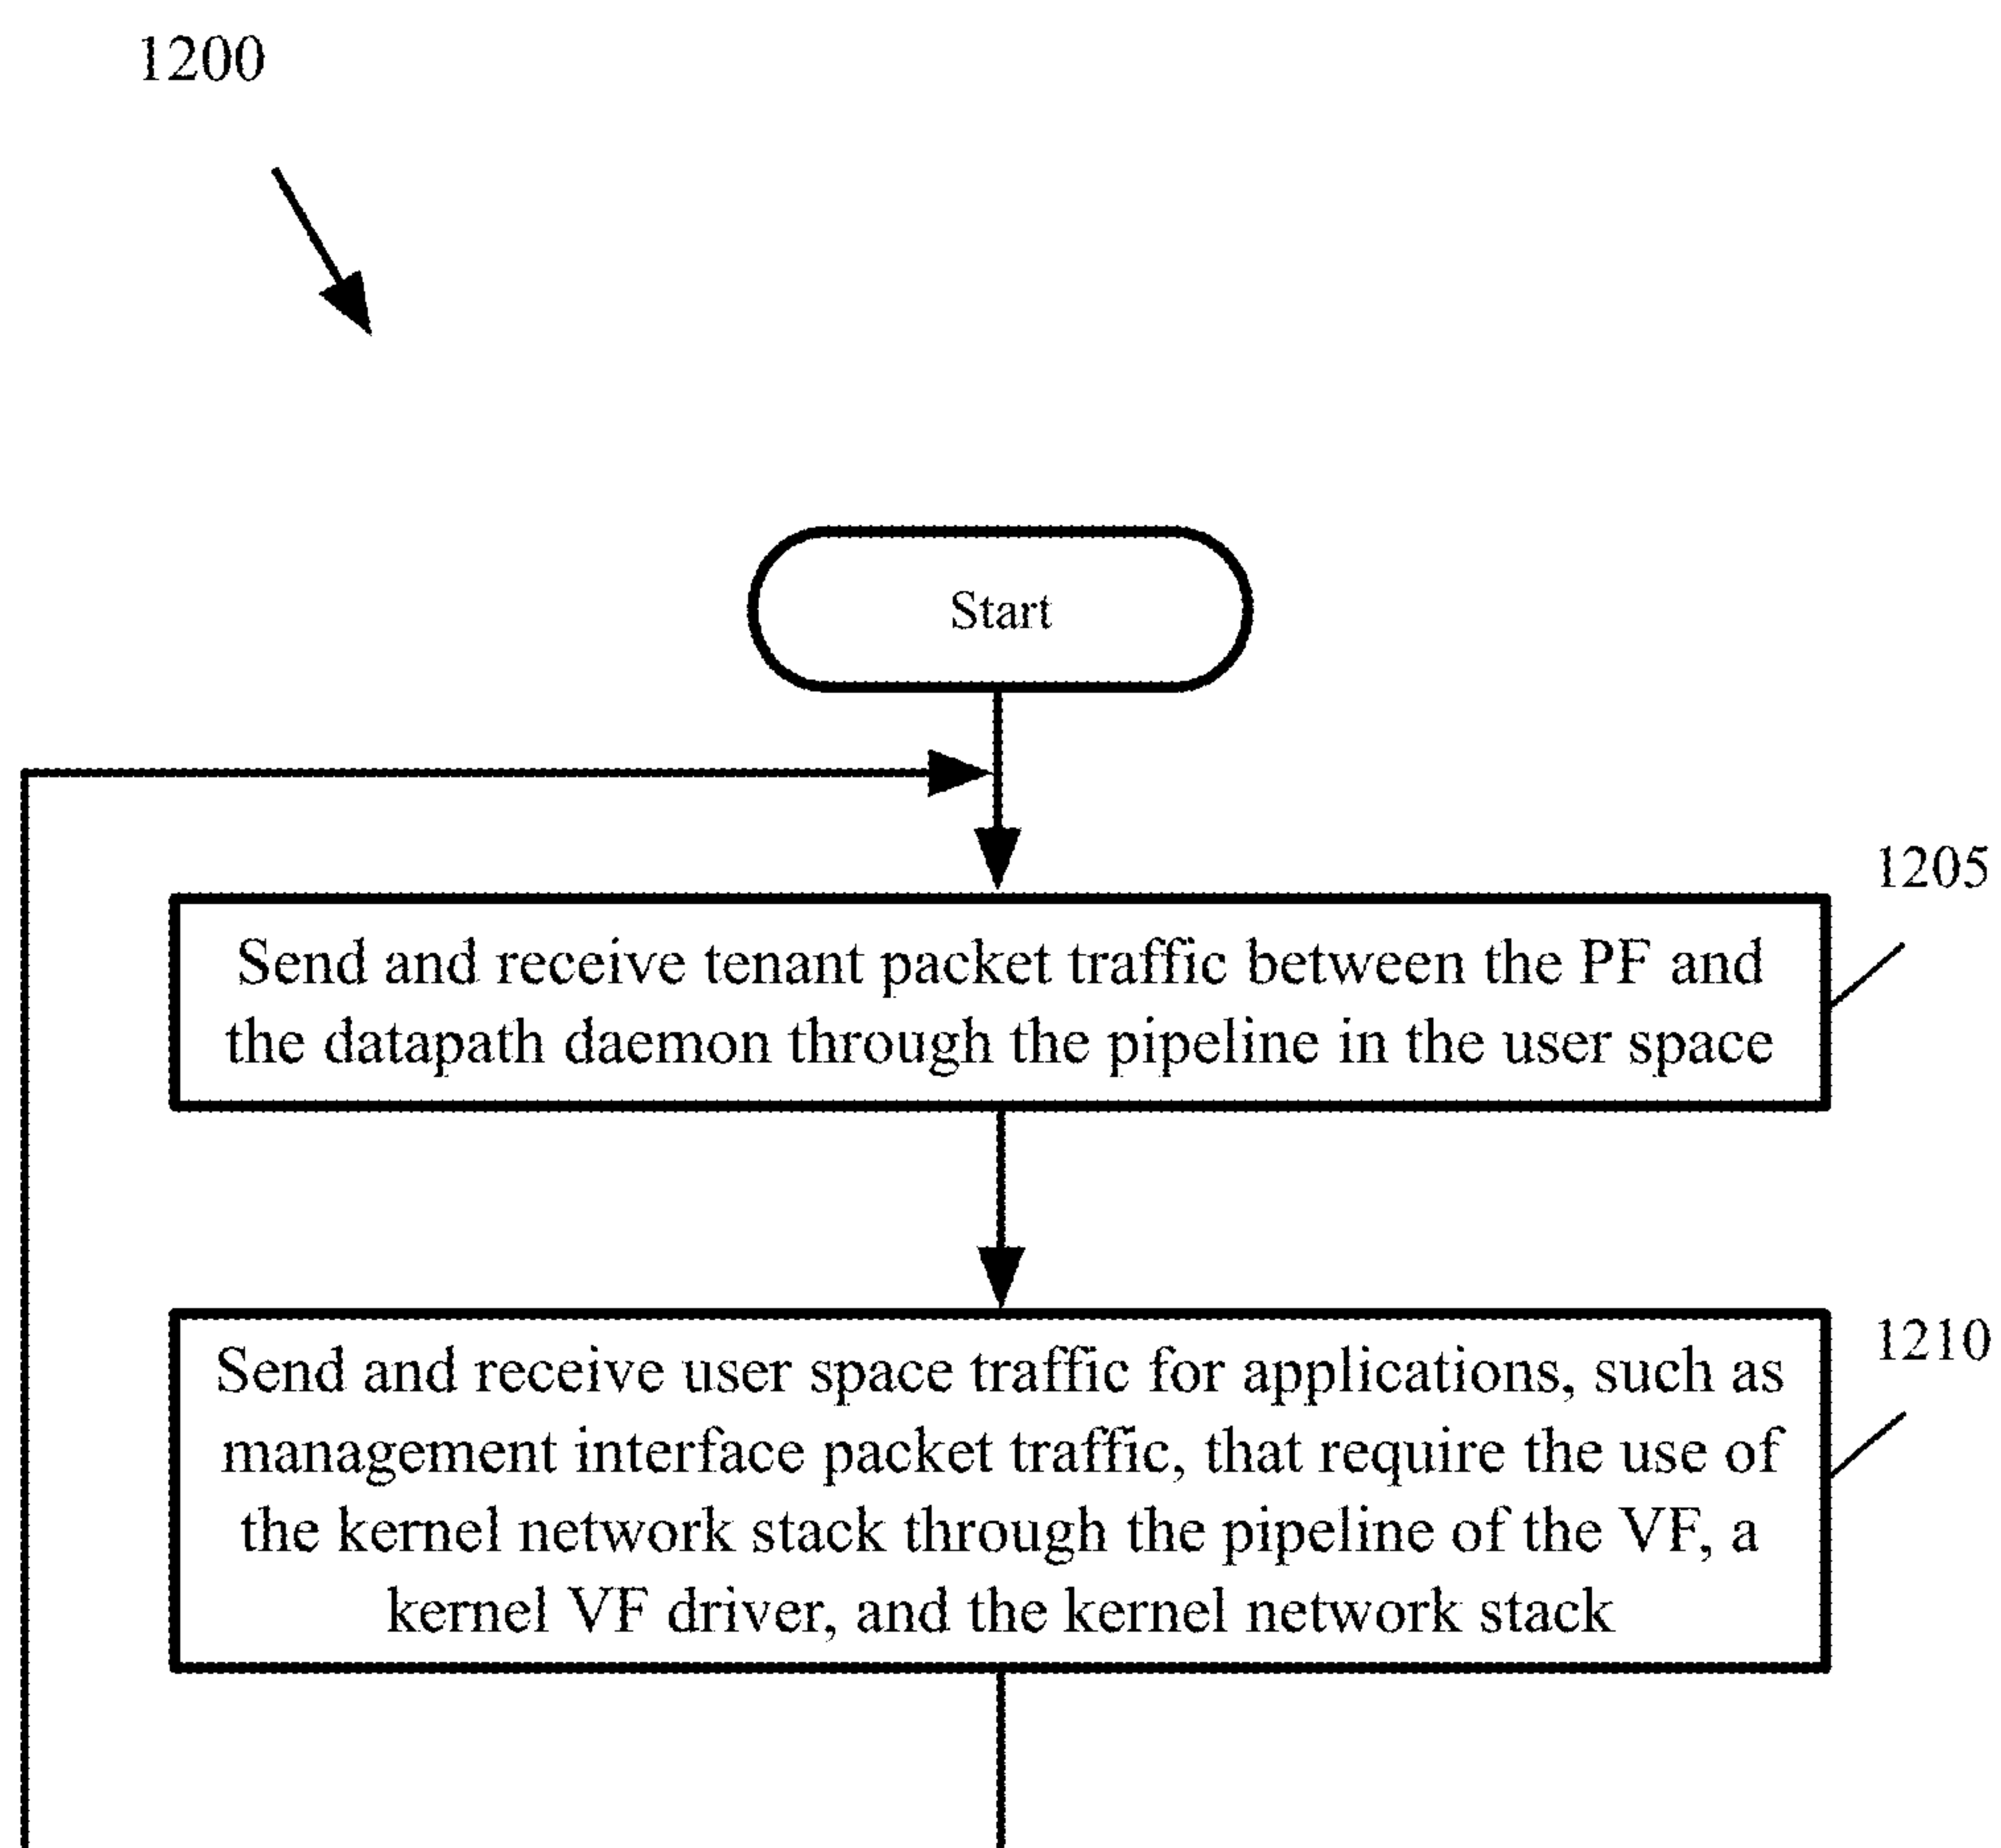 1200
Start
1205
Send and receive tenant packet traffic between the PF and
the datapath daemon through the pipeline in the user space
1210
Send and receive user space traffic for applications, such as
management interface packet traffic, that require the use of
the kernel network stack through the pipeline of the VF, a
kernel VF driver, and the kernel network stack